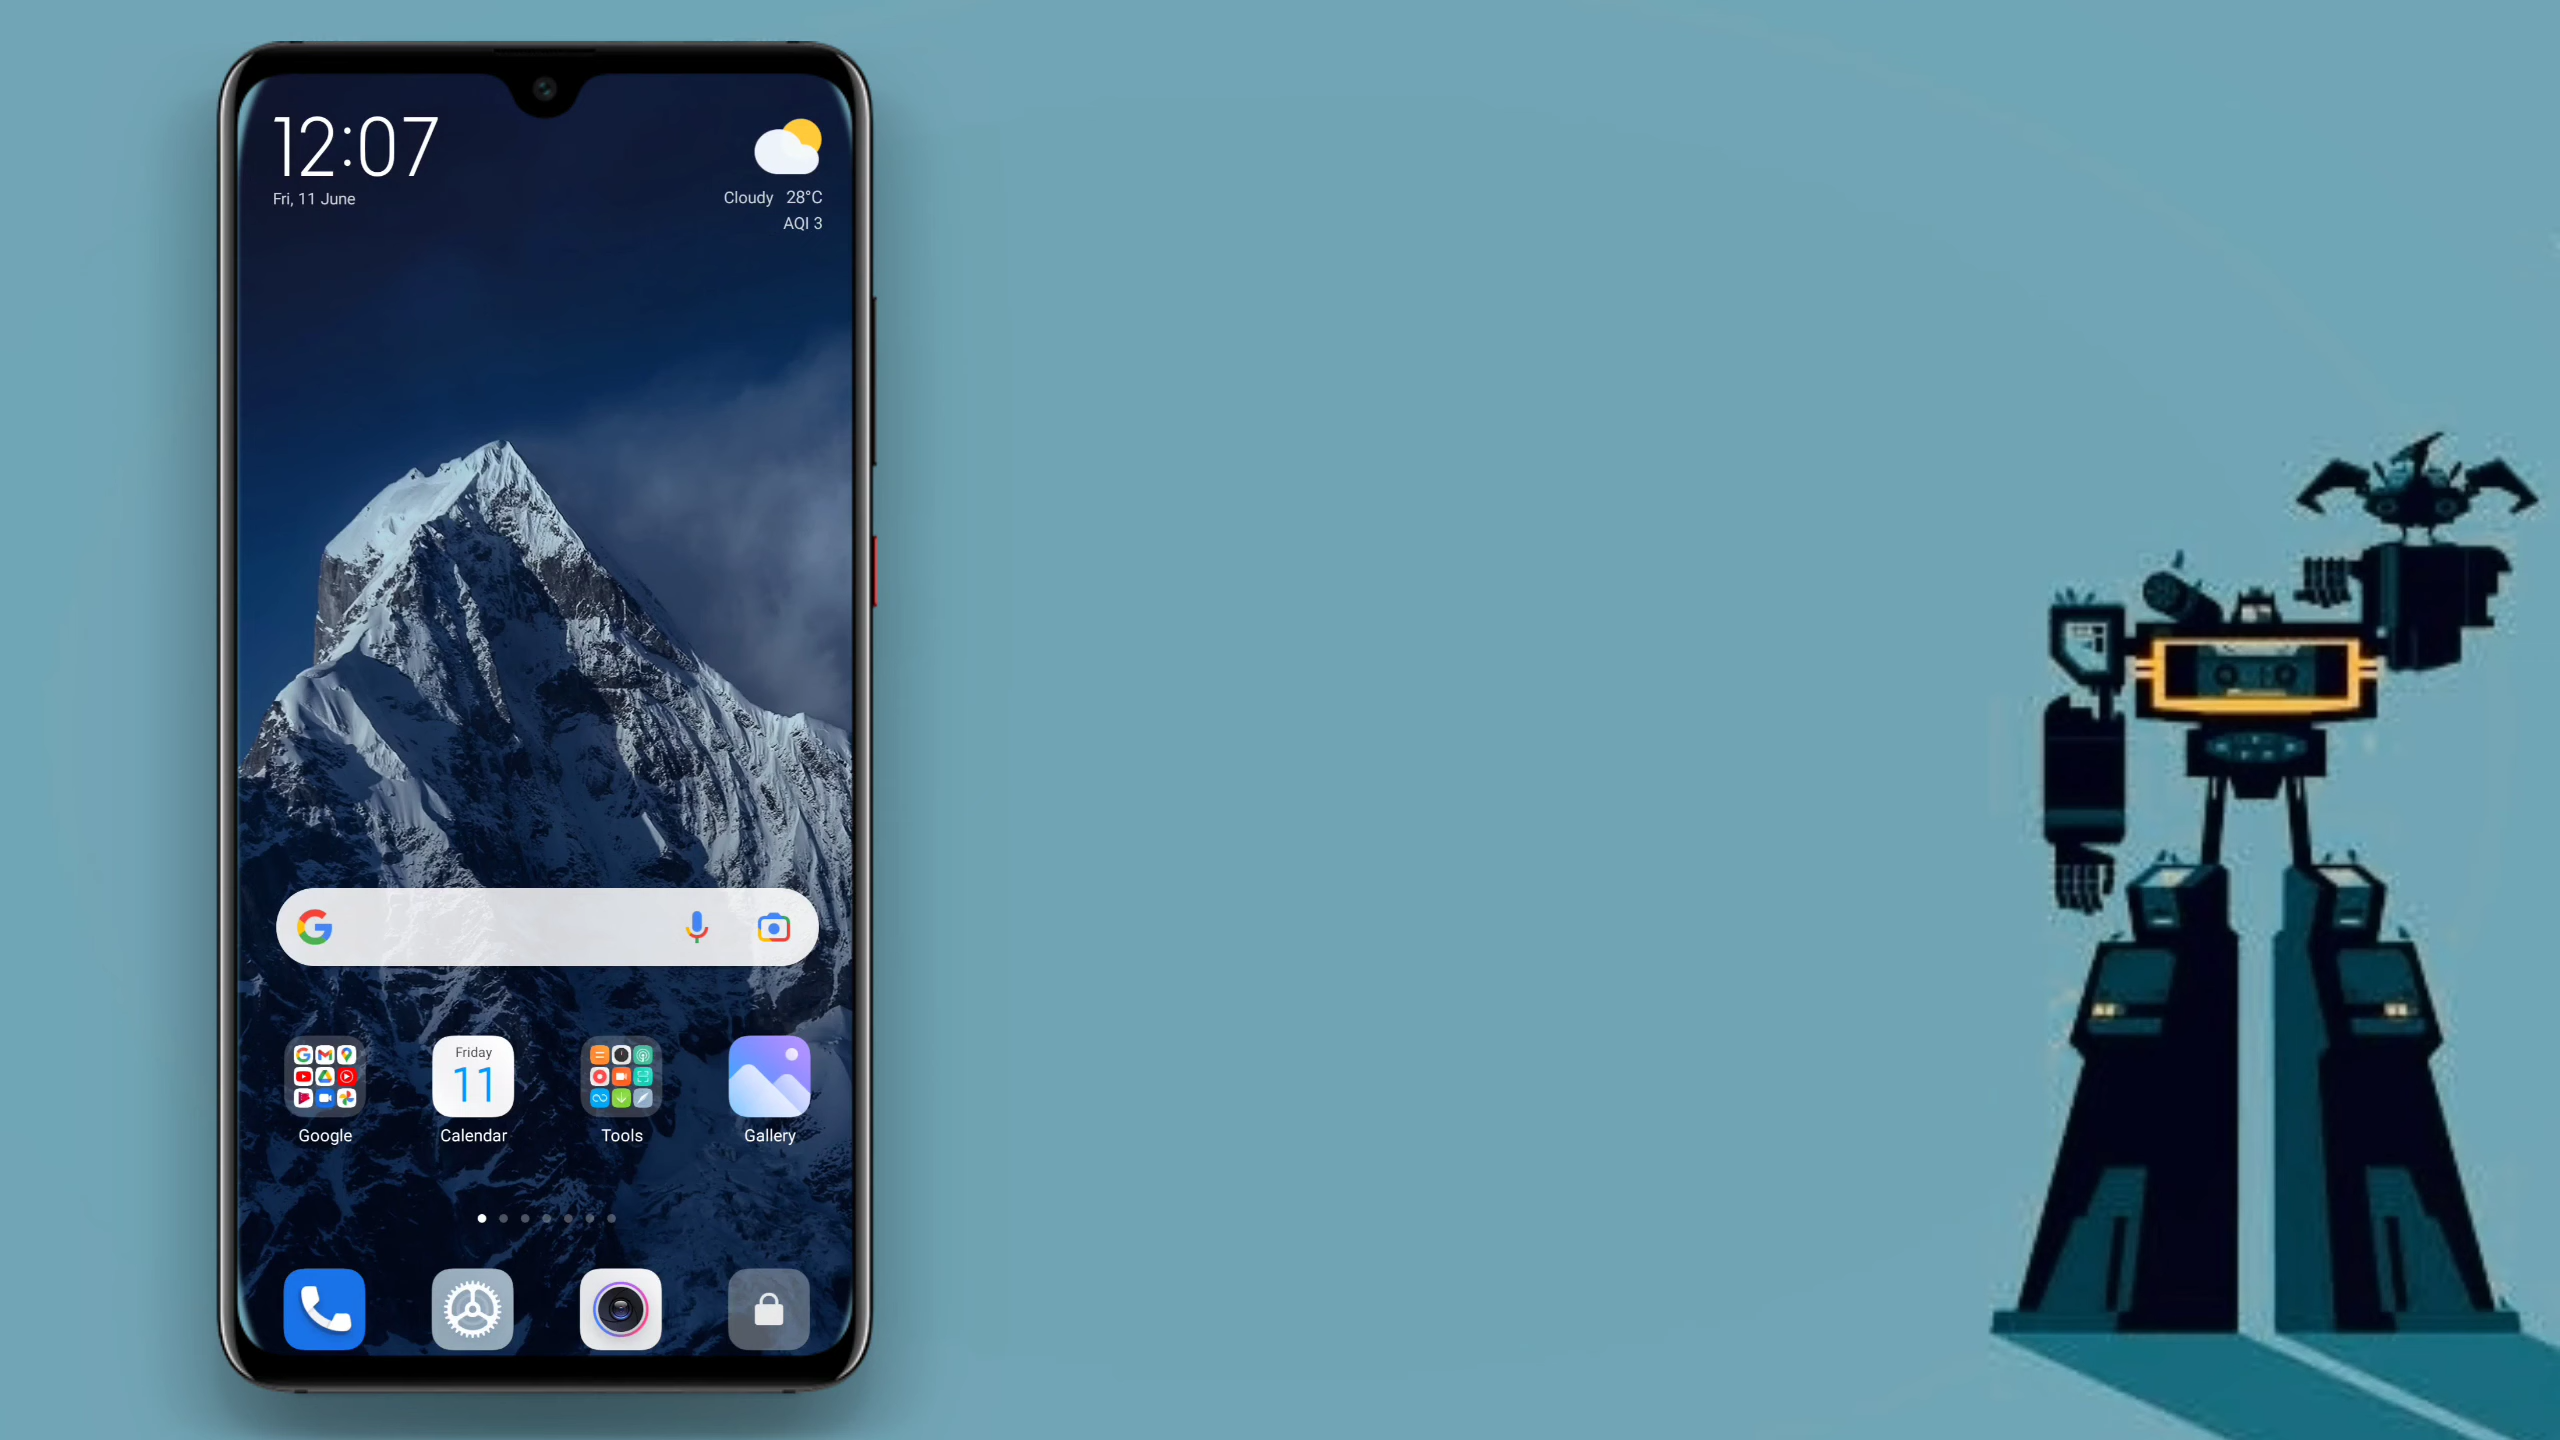 12:07
Fri, 11 June
Cloudy 28°C
AQI 3
Friday
11
Google
Calendar
Tools
Gallery